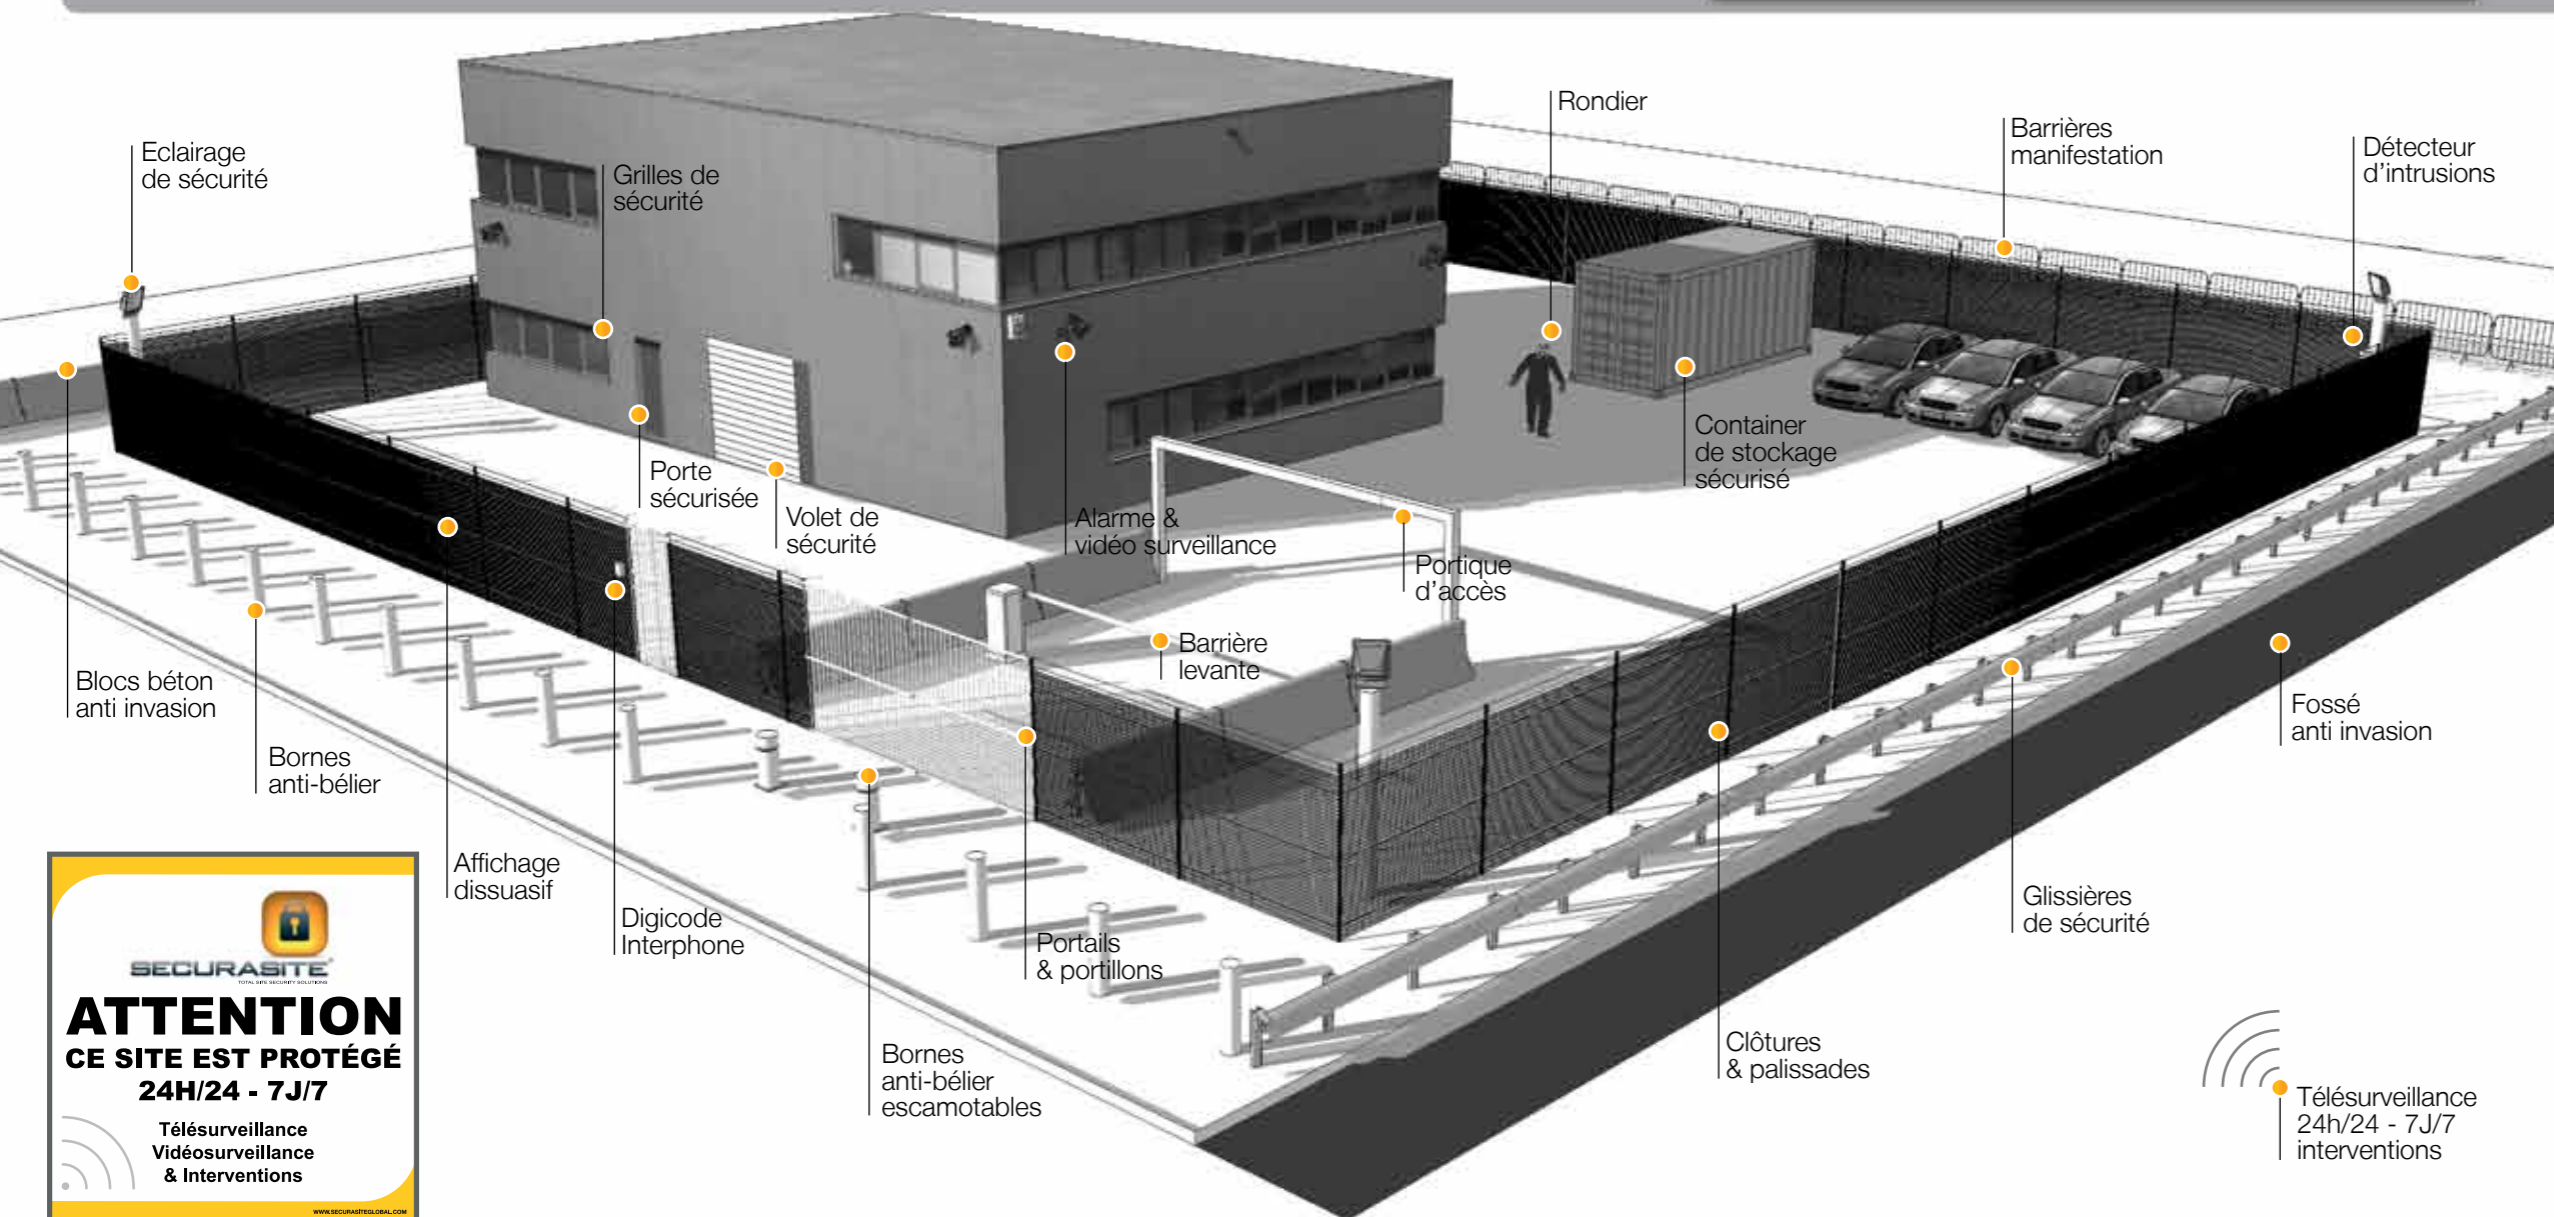 Rondier
Barrières
manifestation
Détecteur
d'intrusions
Eclairage
de sécurité
Grilles de
sécurité
Container
de stockage
sécurisé
Porte
sécurisée
Volet de
sécurité
Alarme &
vidéo surveillance
Portique
d'accès
Barrière
levante
Blocs béton
anti invasion
Bornes
anti-bélier
Fossé
anti invasion
Affichage
dissuasif
Digicode
Interphone
Portails
& portillons
Glissières
de sécurité
Bornes
anti-bélier
escamotables
Clôtures
& palissades
Télésurveillance
24h/24 - 7J/7
interventions
SECURASITE
TOTAL SITE SECURITY SOLUTIONS
ATTENTION
CE SITE EST PROTÉGÉ
24H/24 - 7J/7
Télésurveillance
Vidéosurveillance
& Interventions
WWW.SECURASITEGLOBAL.COM